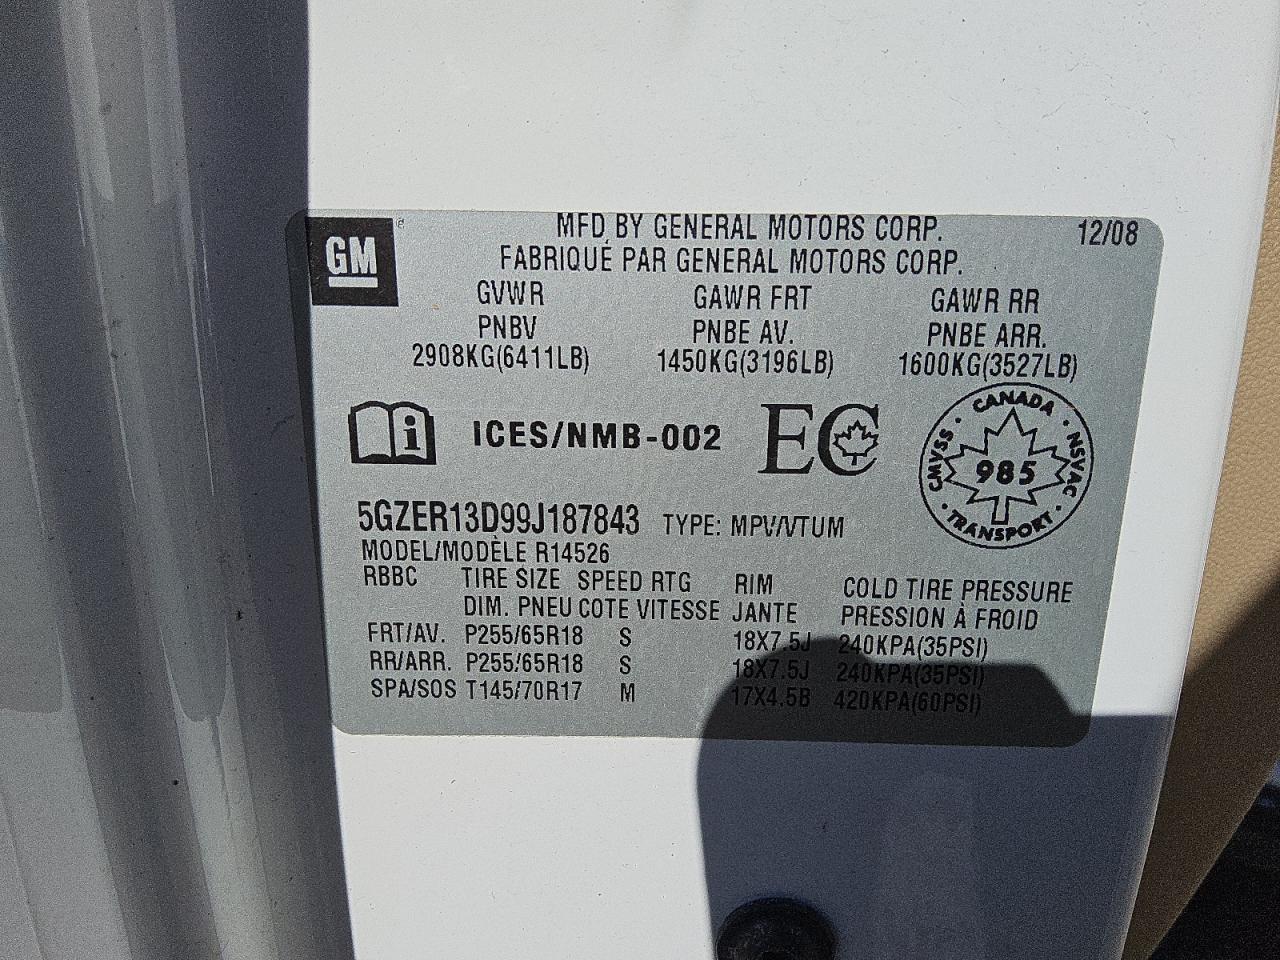 GM
MFD BY GENERAL MOTORS CORP. 12/08
FABRIQUÉ PAR GENERAL MOTORS CORP.
GVWR GAWR FRT GAWR RR
PNBV PNBE AV. PNBE ARR.
2908KG(6411LB) 1450KG(3196LB) 1600KG(3527LB)
i ICES/NMB-002 EC
CANADA
CMVSS 985 NSVAC
TRANSPORT
5GZER13D99J187843 TYPE: MPV/VTUM
MODEL/MODÈLE R14526
RBBC TIRE SIZE SPEED RTG RIM COLD TIRE PRESSURE
DIM. PNEU COTE VITESSE JANTE PRESSION À FROID
FRT/AV. P255/65R18 S 18X7.5J 240KPA(35PSI)
RR/ARR. P255/65R18 S 18X7.5J 240KPA(35PSI)
SPA/SOS T145/70R17 M 17X4.5B 420KPA(60PSI)